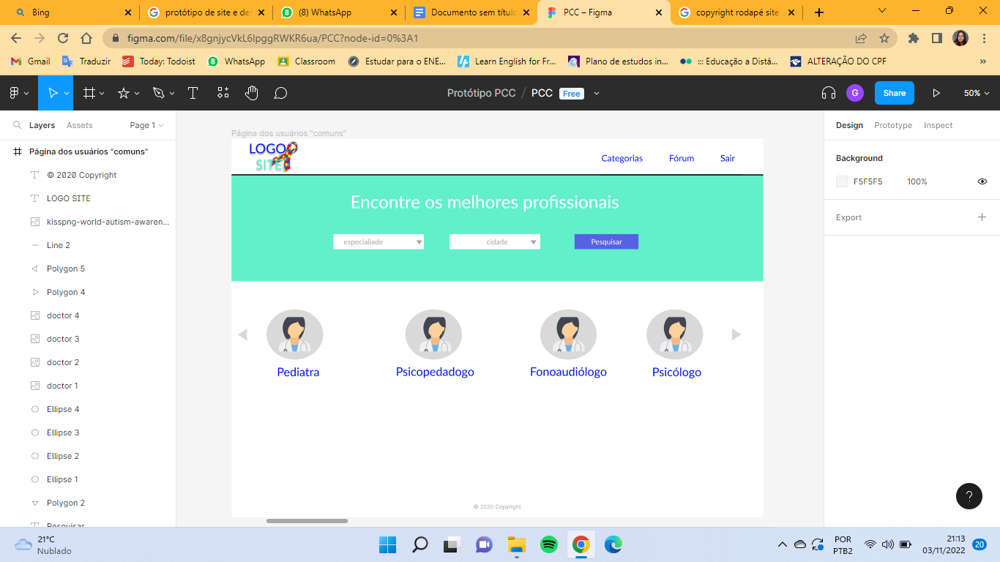 Bing
protótipo de site e de
(8) WhatsApp
Documento sem títul
PCC – Figma
copyright rodapé site
figma.com/file/x8gnjycVkL6IpggRWKR6ua/PCC?node-id=0%3A1
Gmail
Traduzir
Today: Todoist
8
WhatsApp
Classroom
Estudar para o ENE...
Learn English for Fr...
Plano de estudos in...
::: Educação a Distâ...
ALTERAÇÃO DO CPF
Protótipo PCC / PCC Free
G
Share
50%
Layers
Assets
Page 1
Design
Prototype
Inspect
Página dos usuários "comuns"
© 2020 Copyright
LOGO SITE
kisspng-world-autism-awaren...
Line 2
Polygon 5
Polygon 4
doctor 4
doctor 3
doctor 2
doctor 1
Ellipse 4
Ellipse 3
Ellipse 2
Ellipse 1
Polygon 2
Pesquisar
Página dos usuários "comuns"
LOGO
SITE
Categorias
Fórum
Sair
Encontre os melhores profissionais
especialiade
cidade
Pesquisar
Pediatra
Psicopedadogo
Fonoaudiólogo
Psicólogo
© 2020 Copyright
Background
F5F5F5
100%
Export
?
21°C
Nublado
POR
PTB2
21:13
03/11/2022
20